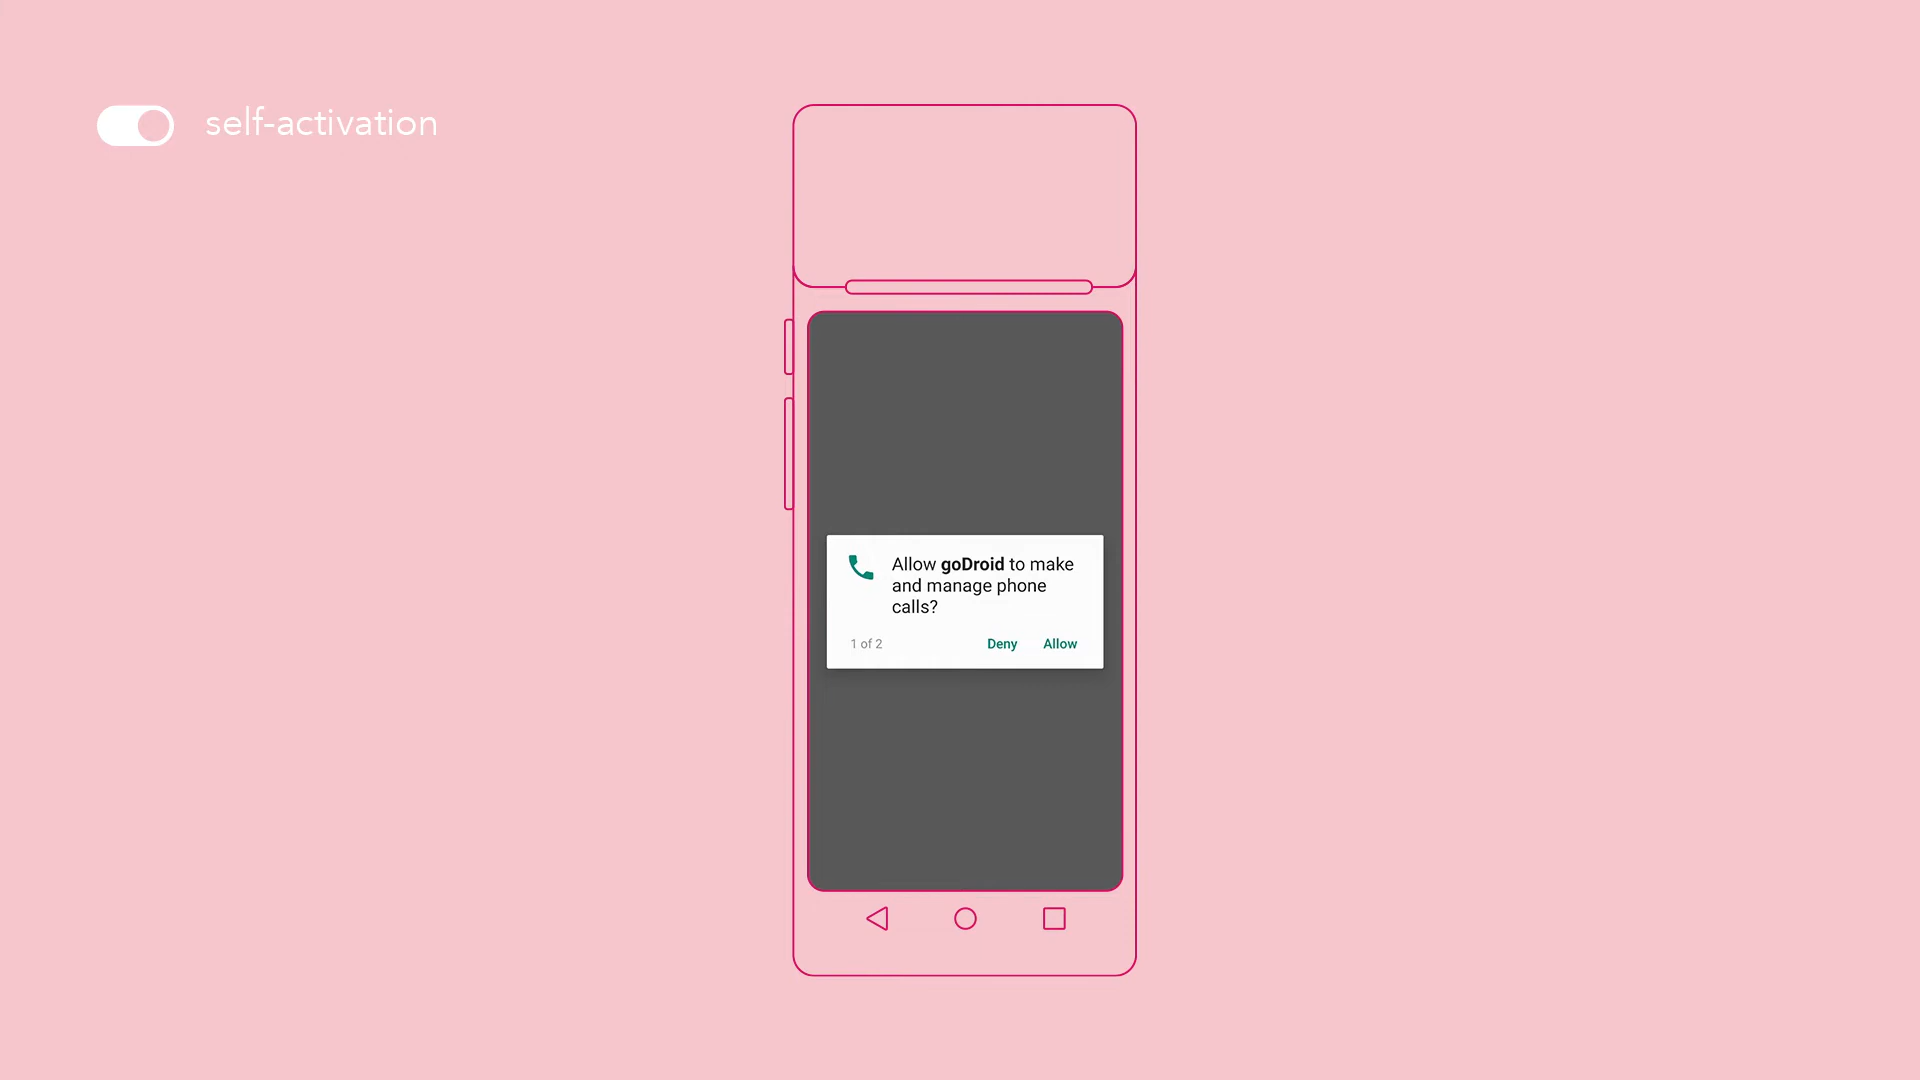 self-activation
Allow goDroid to make
and manage phone
calls?
1 of 2 Deny Allow